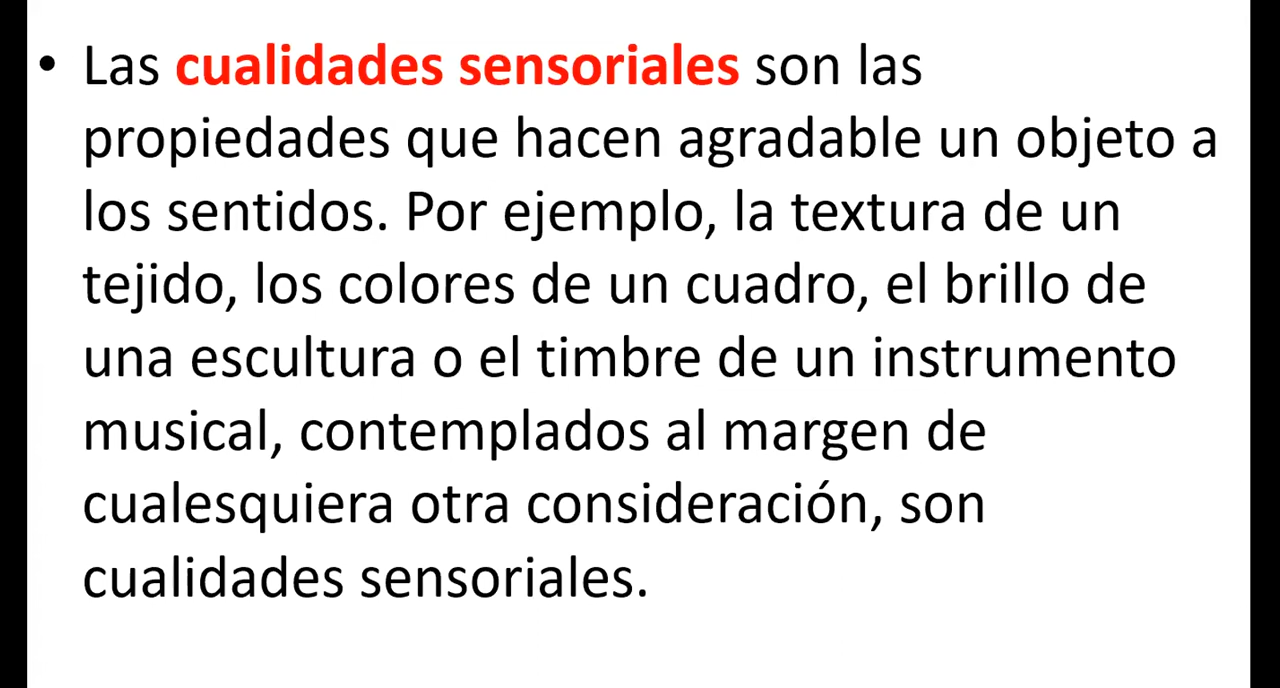 • Las cualidades sensoriales son las
propiedades que hacen agradable un objeto a
los sentidos. Por ejemplo, la textura de un
tejido, los colores de un cuadro, el brillo de
una escultura o el timbre de un instrumento
musical, contemplados al margen de
cualesquiera otra consideración, son
cualidades sensoriales.